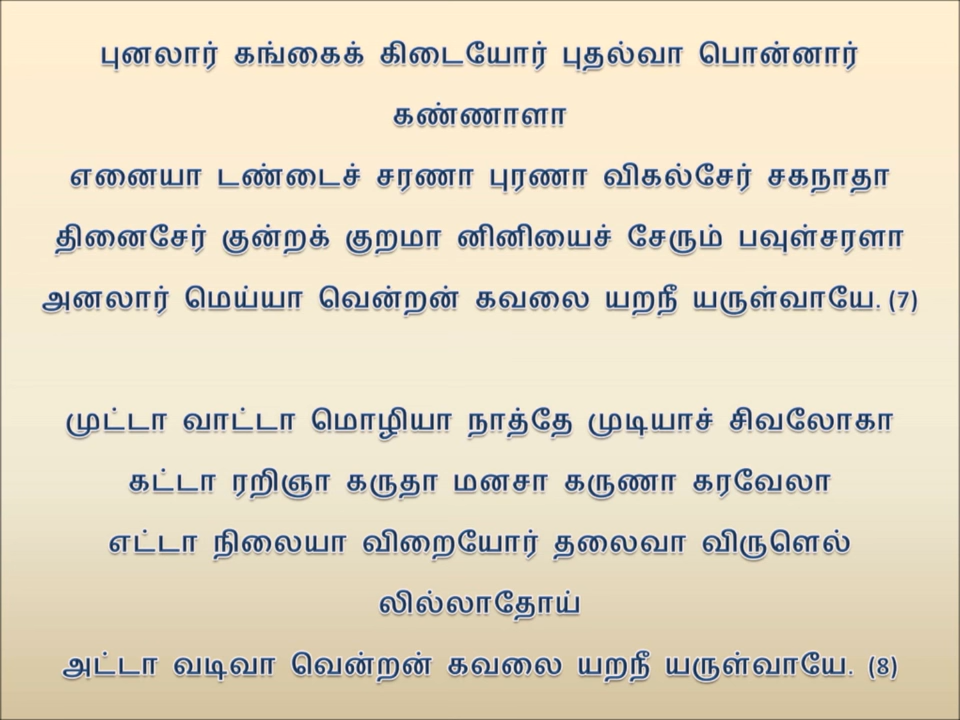 புனலார் கங்கைக் கிடையோர் புதல்வா பொன்னார்
கண்ணாளா
எனையா டண்டைச் சரணா புரணா விகல்சேர் சகநாதா
தினைசேர் குன்றக் குறமா னினியைச் சேரும் பவுள்சரளா
அனலார் மெய்யா வென்றன் கவலை யறநீ யருள்வாயே. (7)
முட்டா வாட்டா மொழியா நாத்தே முடியாச் சிவலோகா
கட்டா ரறிஞா கருதா மனசா கருணா கரவேலா
எட்டா நிலையா விறையோர் தலைவா விருளெல்
லில்லாதோய்
அட்டா வடிவா வென்றன் கவலை யறநீ யருள்வாயே. (8)